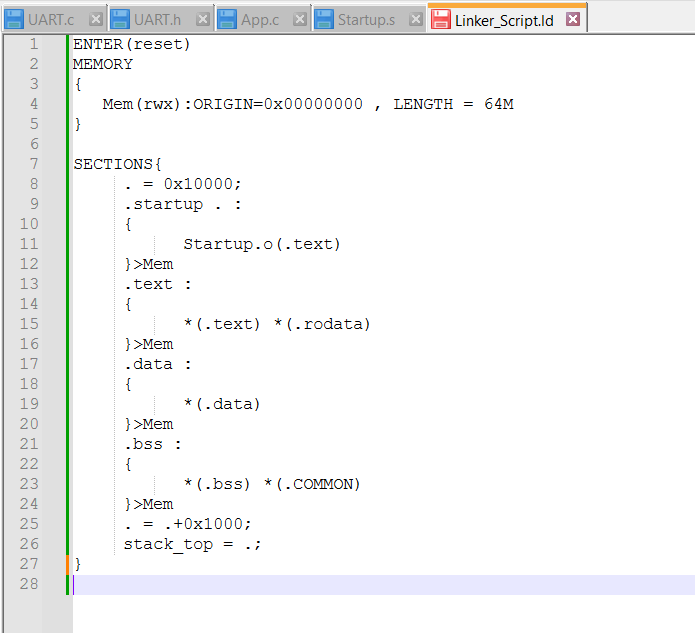 UART.c UART.h App.c Startup.s Linker_Script.ld
1 ENTER(reset)
2 MEMORY
3 {
4 Mem(rwx):ORIGIN=0x00000000 , LENGTH = 64M
5 }
6
7 SECTIONS{
8 . = 0x10000;
9 .startup . :
10 {
11 Startup.o(.text)
12 }>Mem
13 .text :
14 {
15 *(.text) *(.rodata)
16 }>Mem
17 .data :
18 {
19 *(.data)
20 }>Mem
21 .bss :
22 {
23 *(.bss) *(.COMMON)
24 }>Mem
25 . = .+0x1000;
26 stack_top = .;
27 }
28